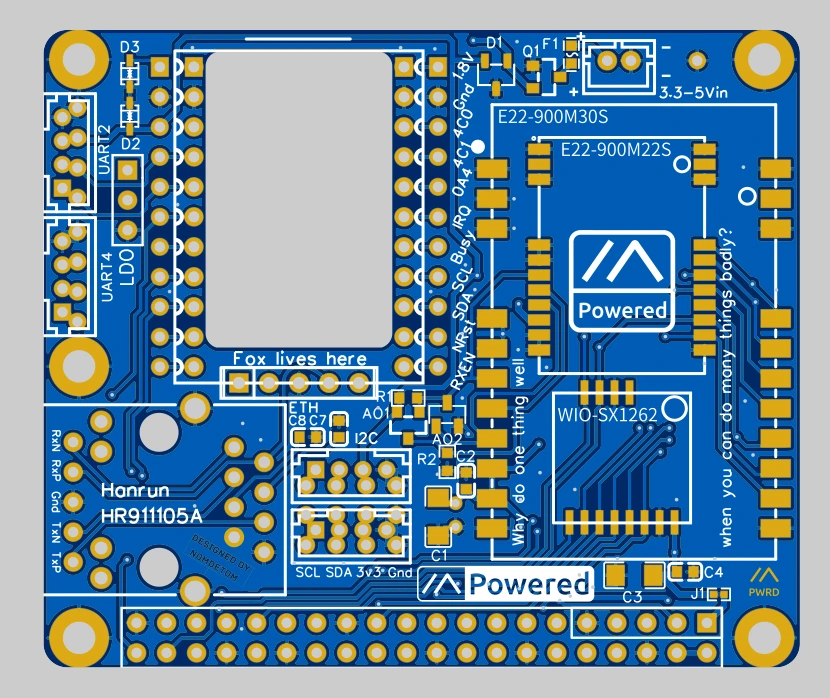 D3
D1
Q1
F1
+
-
-
+
3.3-5Vin
1.8V
Gnd
4C0
4C1
0A4
IRQ
Busy
SCL
SDA
NRst
RXEN
E22-900M30S
E22-900M22S
D2
UART2
LDO
UART4
Powered
Fox lives here
R1
AO1
AO2
ETH
C8 C7
I2C
R2
C2
C1
WIO-SX1262
Why do one thing well
when you can do many things badly?
RxN
RxP
Gnd
TxN
TxP
Hanrun
HR911105A
DESIGNED BY
NOMDETOM
SCL SDA 3v3 Gnd
Powered
C3
C4
J1
PWRD